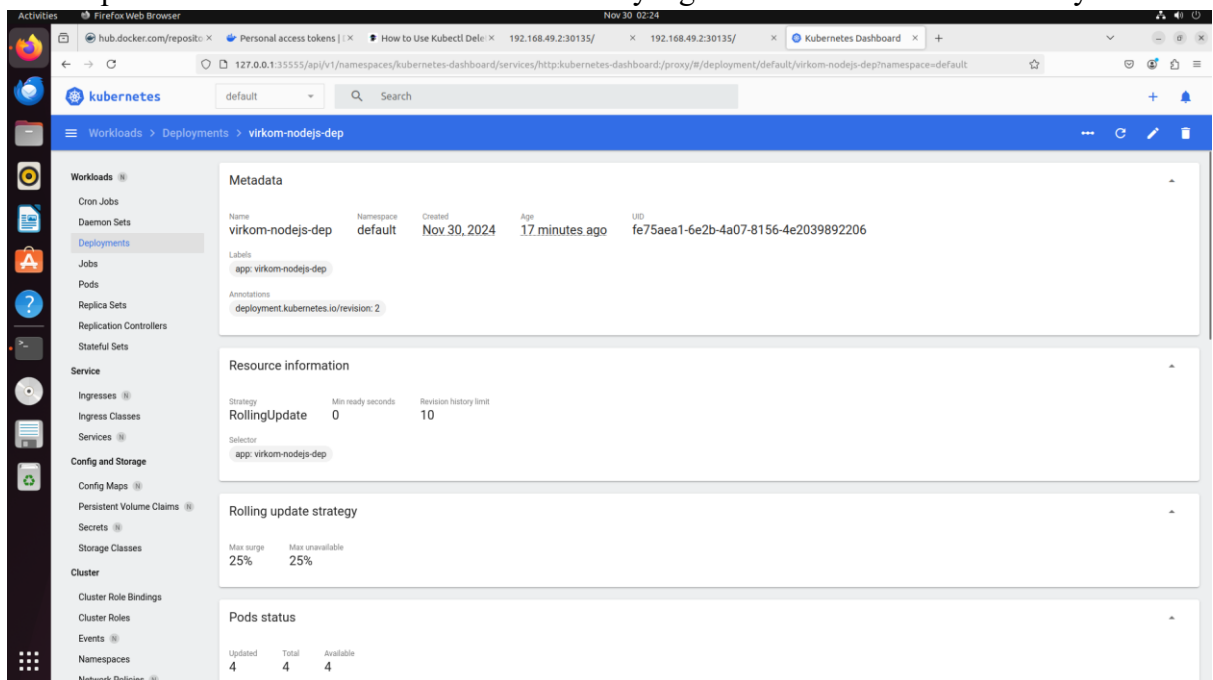 Activities Firefox Web Browser Nov 30 02:24
hub.docker.com/reposito Personal access tokens | How to Use Kubectl Dele 192.168.49.2:30135/ 192.168.49.2:30135/ Kubernetes Dashboard
127.0.0.1:35555/api/v1/namespaces/kubernetes-dashboard/services/http:kubernetes-dashboard:/proxy/#/deployment/default/virkom-nodejs-dep?namespace=default
kubernetes default Search
Workloads > Deployments > virkom-nodejs-dep
Workloads N
Cron Jobs
Daemon Sets
Deployments
Jobs
Pods
Replica Sets
Replication Controllers
Stateful Sets
Service
Ingresses N
Ingress Classes
Services N
Config and Storage
Config Maps N
Persistent Volume Claims N
Secrets N
Storage Classes
Cluster
Cluster Role Bindings
Cluster Roles
Events N
Namespaces
Network Policies N
Metadata
Name Namespace Created Age UID
virkom-nodejs-dep default Nov 30, 2024 17 minutes ago fe75aea1-6e2b-4a07-8156-4e2039892206
Labels
app: virkom-nodejs-dep
Annotations
deployment.kubernetes.io/revision: 2
Resource information
Strategy Min ready seconds Revision history limit
RollingUpdate 0 10
Selector
app: virkom-nodejs-dep
Rolling update strategy
Max surge Max unavailable
25% 25%
Pods status
Updated Total Available
4 4 4